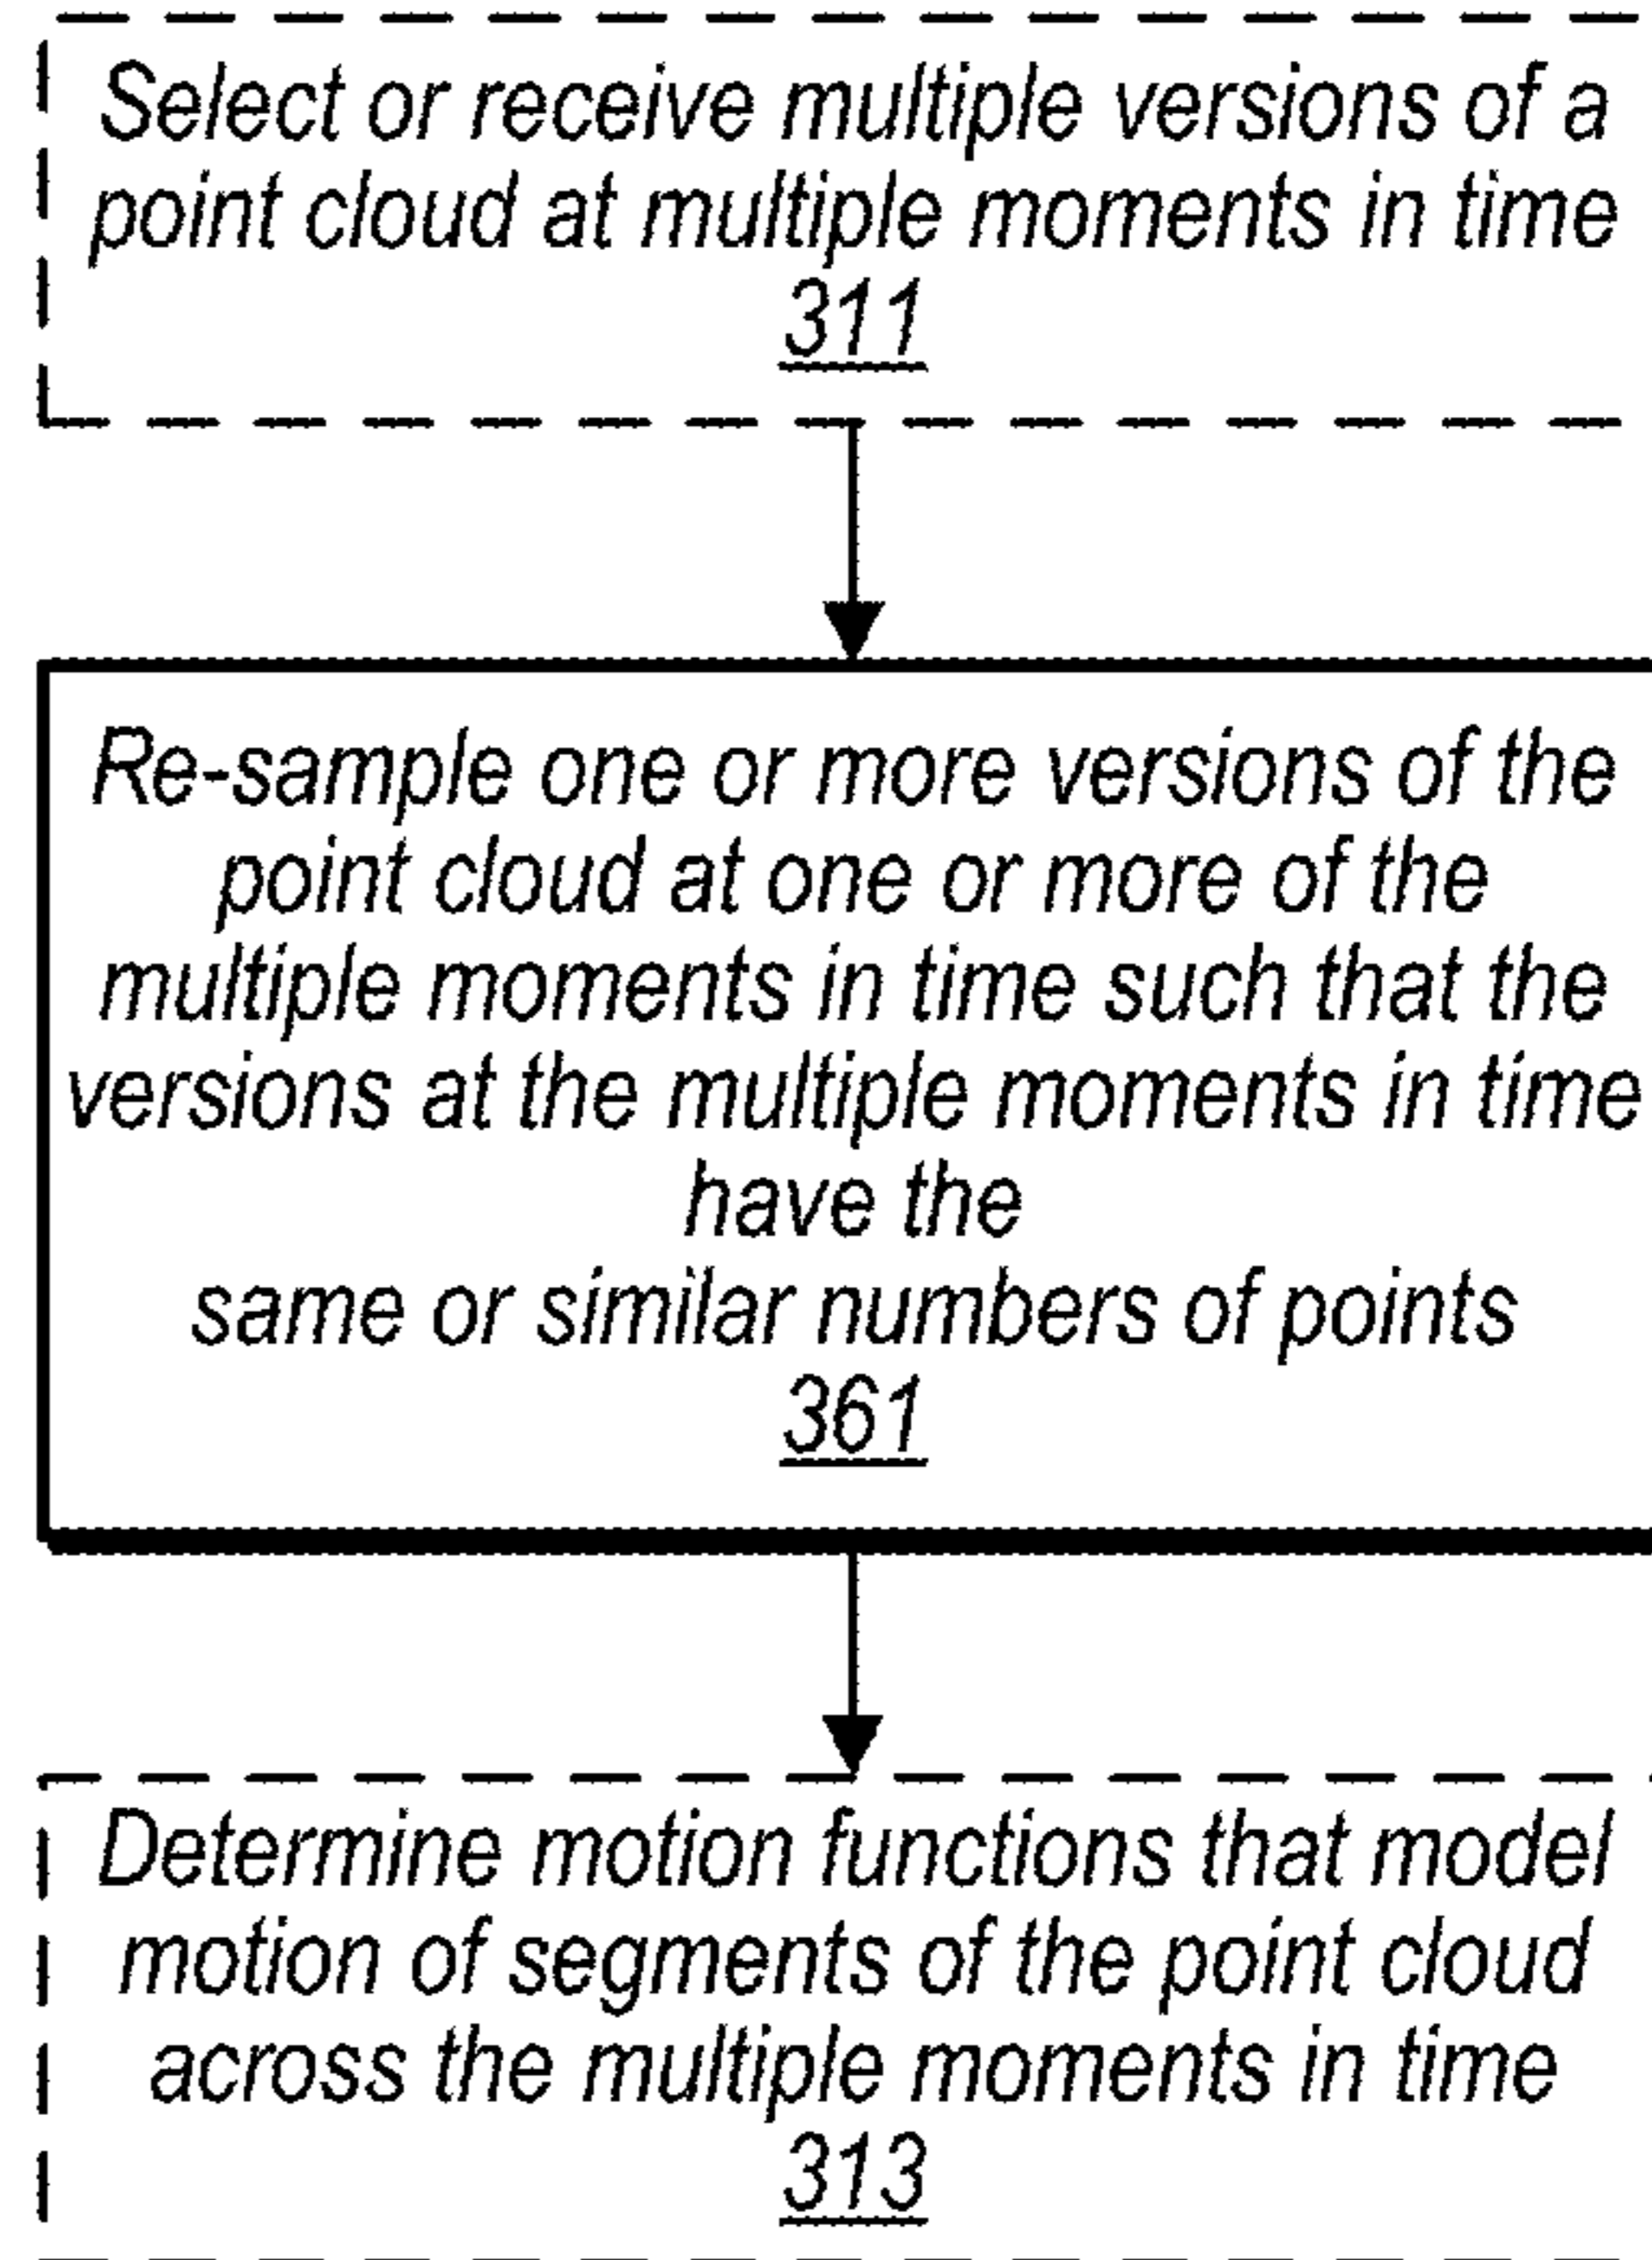 Select or receive multiple versions of a
point cloud at multiple moments in time
311
Re-sample one or more versions of the
point cloud at one or more of the
multiple moments in time such that the
versions at the multiple moments in time
have the
same or similar numbers of points
361
Determine motion functions that model
motion of segments of the point cloud
across the multiple moments in time
313